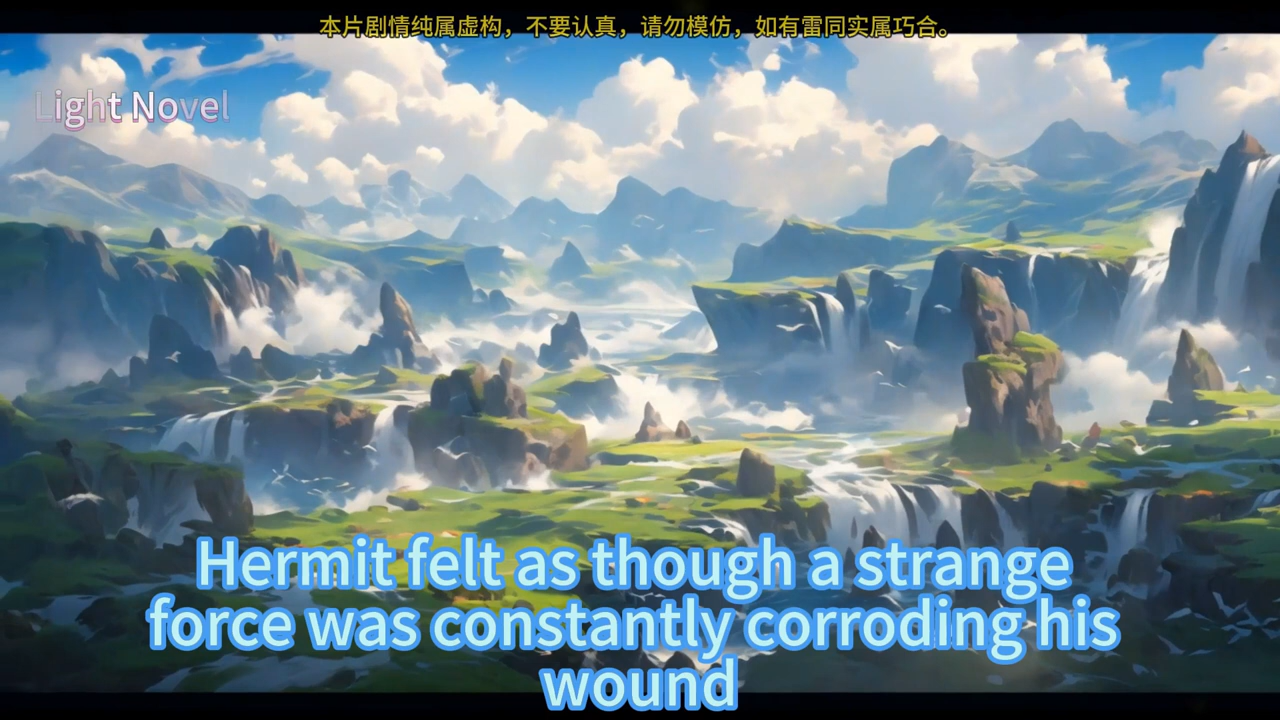 本片剧情纯属虚构，不要认真，请勿模仿，如有雷同实属巧合。
Light Novel
Hermit felt as though a strange
force was constantly corroding his
wound